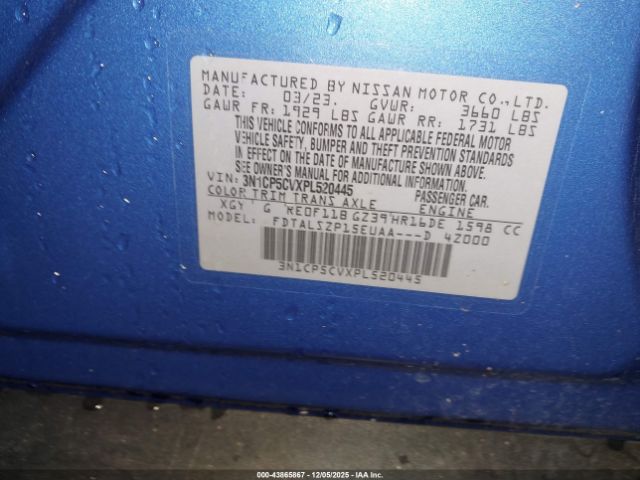 MANUFACTURED BY NISSAN MOTOR CO., LTD.
DATE: 03/23. GVWR: 3660 LBS
GAWR FR: 1929 LBS GAWR RR: 1731 LBS
THIS VEHICLE CONFORMS TO ALL APPLICABLE FEDERAL MOTOR
VEHICLE SAFETY, BUMPER AND THEFT PREVENTION STANDARDS
IN EFFECT ON THE DATE OF MANUFACTURE SHOWN ABOVE.
SEE OWNER'S MANUAL FOR ADDITIONAL INFORMATION.
VIN: 3N1CP5CVXPL520445 PASSENGER CAR.
COLOR TRIM TRANS AXLE ENGINE
XGY G RE0F11B GZ39 HR16DE 1598 CC
MODEL: FDTALSZP15EUAA---D 42000
3N1CP5CVXPL520445
000-43865867 | 12/05/2025 - IAA Inc.